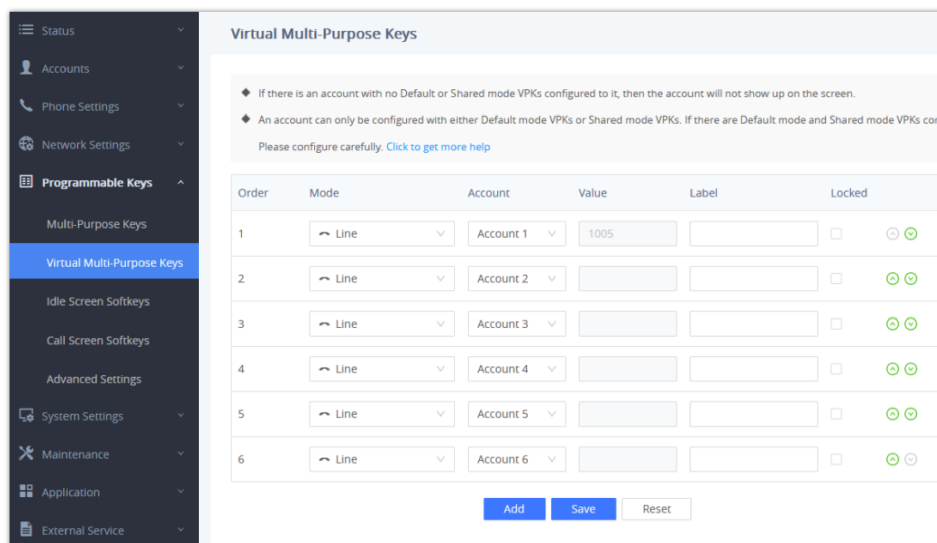 Status
Accounts
Phone Settings
Network Settings
Programmable Keys
Multi-Purpose Keys
Virtual Multi-Purpose Keys
Idle Screen Softkeys
Call Screen Softkeys
Advanced Settings
System Settings
Maintenance
Application
External Service
Virtual Multi-Purpose Keys
If there is an account with no Default or Shared mode VPKs configured to it, then the account will not show up on the screen.
An account can only be configured with either Default mode VPKs or Shared mode VPKs. If there are Default mode and Shared mode VPKs cor
Please configure carefully. Click to get more help
Order Mode Account Value Label Locked
1 Line Account 1 1005
2 Line Account 2
3 Line Account 3
4 Line Account 4
5 Line Account 5
6 Line Account 6
Add Save Reset